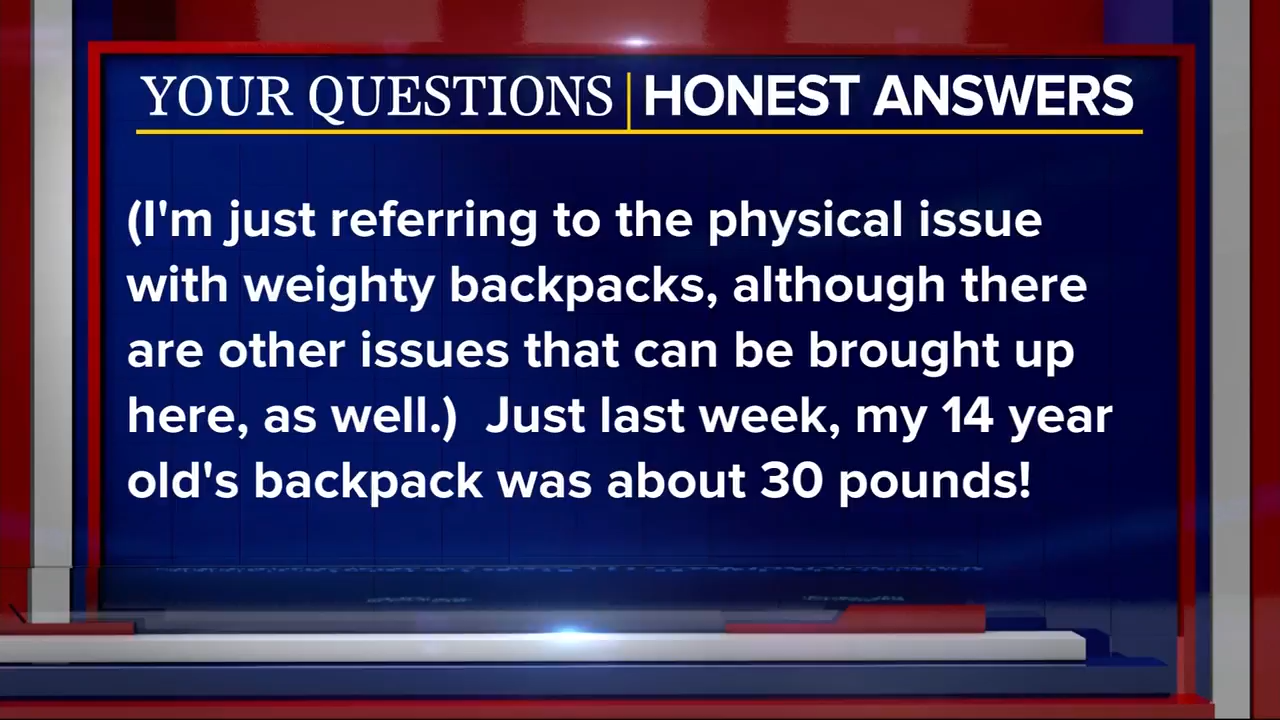 YOUR QUESTIONS | HONEST ANSWERS
(I'm just referring to the physical issue
with weighty backpacks, although there
are other issues that can be brought up
here, as well.)  Just last week, my 14 year
old's backpack was about 30 pounds!